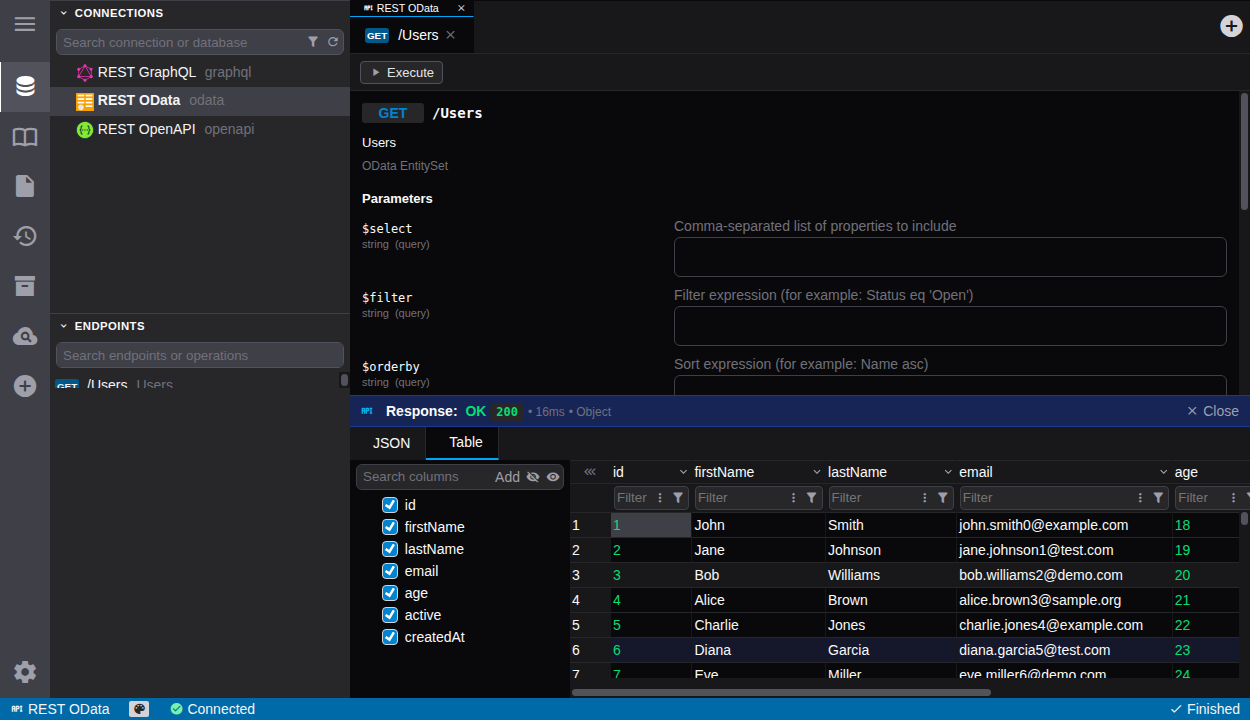 CONNECTIONS
Search connection or database
REST GraphQL graphql
REST OData odata
REST OpenAPI openapi
ENDPOINTS
Search endpoints or operations
GET /Users Users
API REST OData
GET /Users
Execute
GET /Users
Users
OData EntitySet
Parameters
$select
string (query)
Comma-separated list of properties to include
$filter
string (query)
Filter expression (for example: Status eq 'Open')
$orderby
string (query)
Sort expression (for example: Name asc)
API Response: OK 200 • 16ms • Object
Close
JSON Table
Search columns Add
id
firstName
lastName
email
age
active
createdAt
id firstName lastName email age
Filter Filter Filter Filter Filter
1 1 John Smith john.smith0@example.com 18
2 2 Jane Johnson jane.johnson1@test.com 19
3 3 Bob Williams bob.williams2@demo.com 20
4 4 Alice Brown alice.brown3@sample.org 21
5 5 Charlie Jones charlie.jones4@example.com 22
6 6 Diana Garcia diana.garcia5@test.com 23
7 7 Eve Miller eve.miller6@demo.com 24
API REST OData Connected Finished